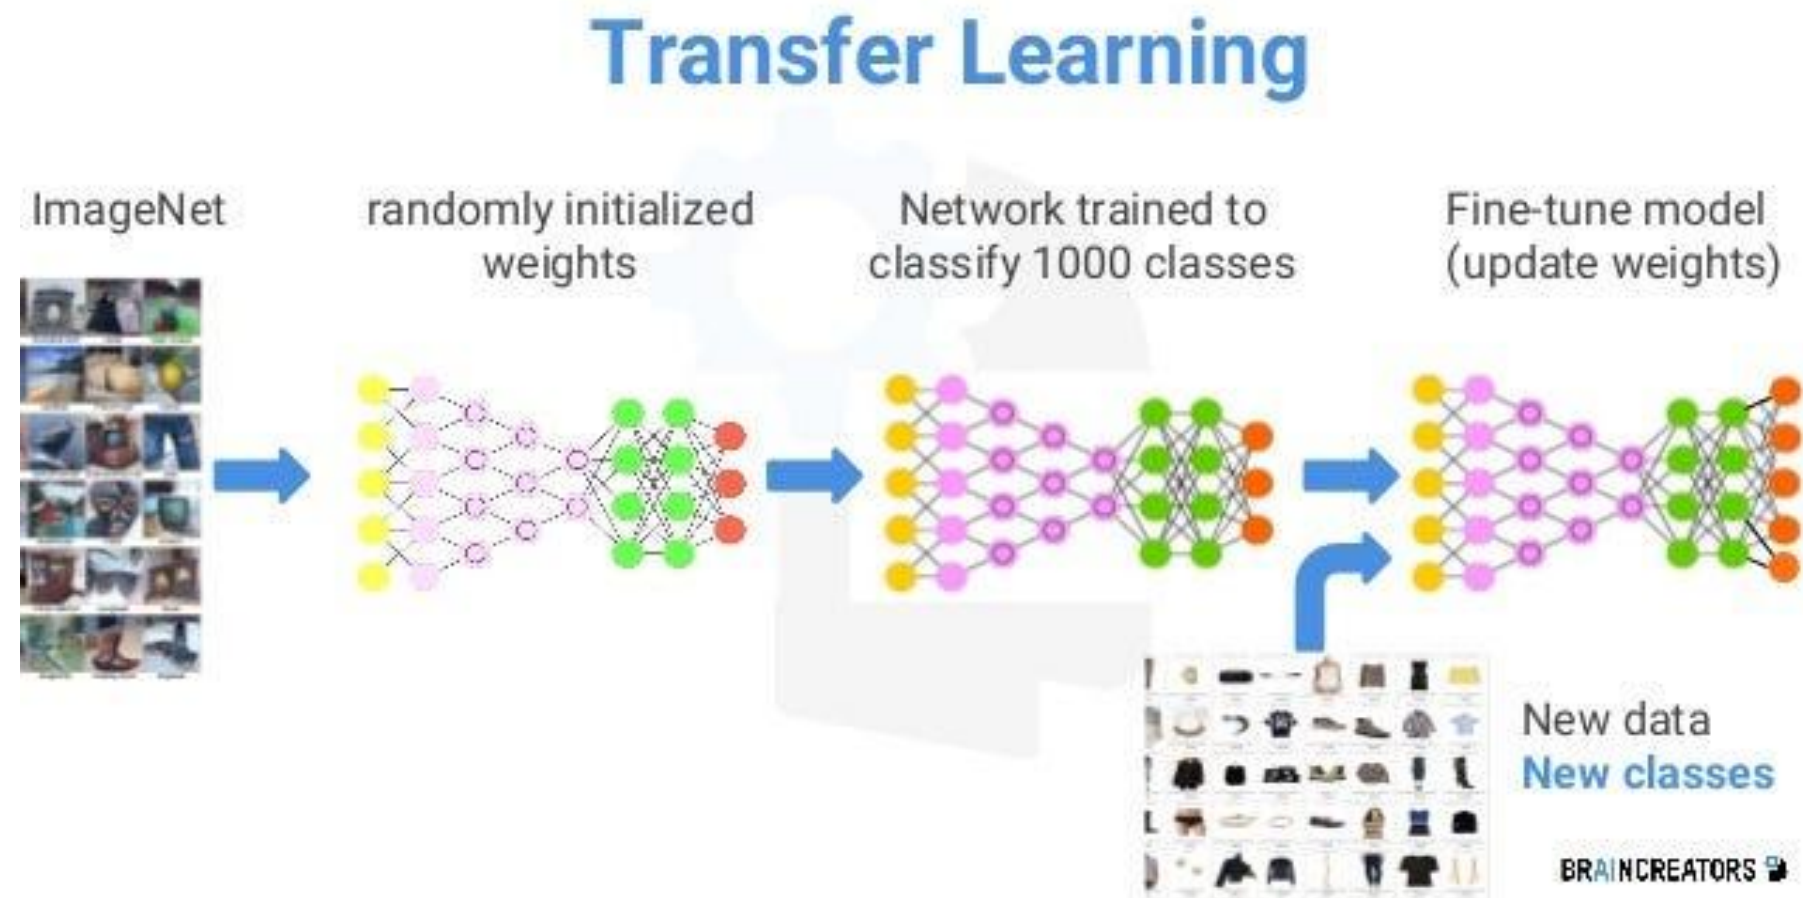 Transfer Learning
ImageNet
randomly initialized
weights
Network trained to
classify 1000 classes
Fine-tune model
(update weights)
New data
New classes
BRAINCREATORS